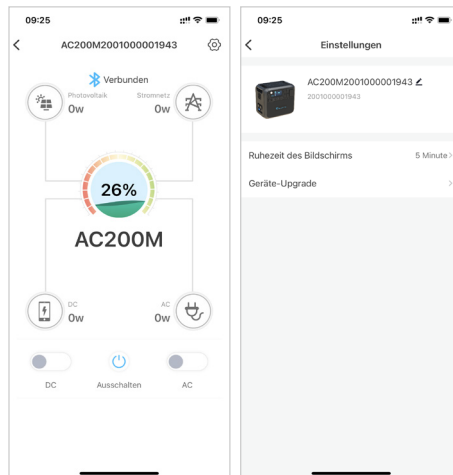 09:25
AC200M2001000001943
Verbunden
Photovoltaik
0w
Stromnetz
0w
26%
AC200M
DC
0w
AC
0w
DC
Ausschalten
AC
09:25
Einstellungen
AC200M2001000001943
2001000001943
Ruhezeit des Bildschirms
5 Minute
Geräte-Upgrade